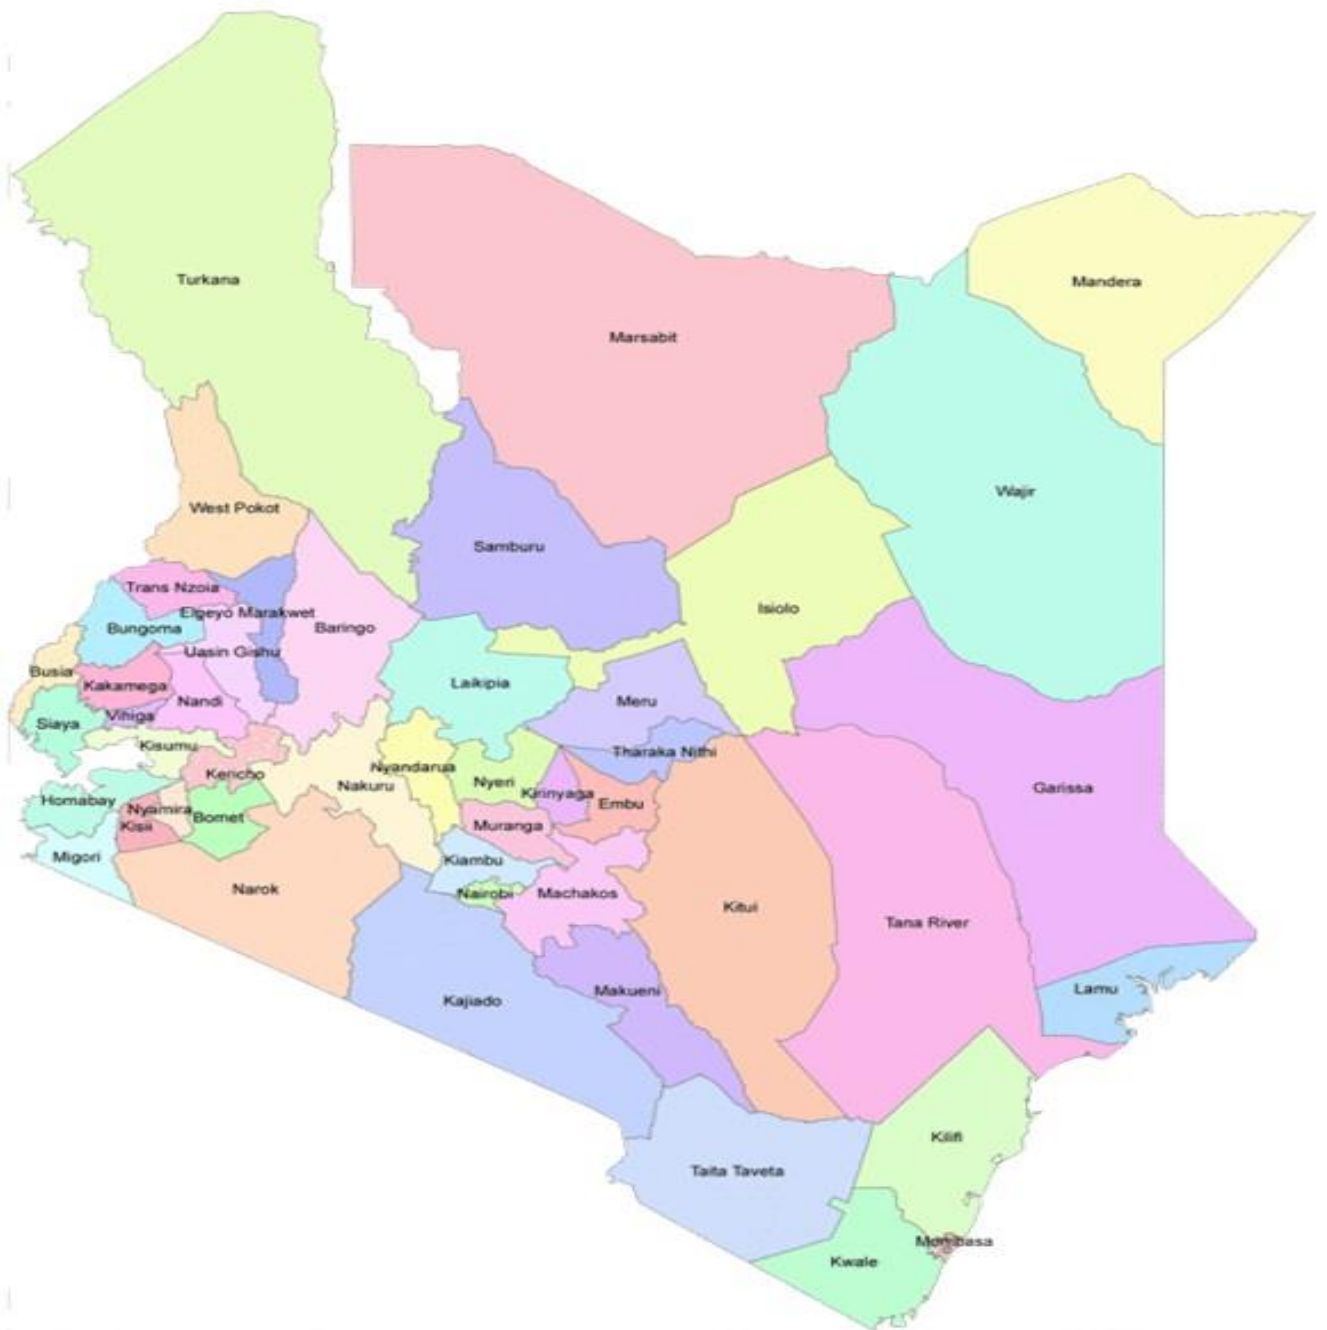 Turkana
Mandera
Marsabit
Wajir
West Pokot
Samburu
Trans Nzoia
Isiolo
Elgeyo Marakwet
Bungoma
Baringo
Uasin Gishu
Busia
Kakamega
Laikipia
Nandi
Meru
Vihiga
Siaya
Kisumu
Tharaka Nithi
Nyandarua
Kericho
Nyeri
Nakuru
Garissa
Kirinyaga
Homabay
Embu
Nyamira
Bomet
Muranga
Kisii
Migori
Kiambu
Narok
Nairobi
Machakos
Kitui
Tana River
Lamu
Makueni
Kajiado
Kilifi
Taita Taveta
Mombasa
Kwale